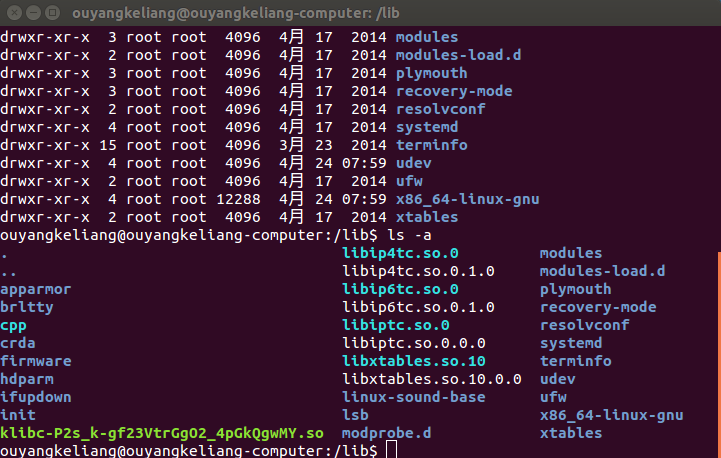 ouyangkeliang@ouyangkeliang-computer: /lib
drwxr-xr-x  3 root root  4096  4月 17  2014 modules
drwxr-xr-x  2 root root  4096  4月 17  2014 modules-load.d
drwxr-xr-x  3 root root  4096  4月 17  2014 plymouth
drwxr-xr-x  3 root root  4096  4月 17  2014 recovery-mode
drwxr-xr-x  2 root root  4096  4月 17  2014 resolvconf
drwxr-xr-x  4 root root  4096  4月 17  2014 systemd
drwxr-xr-x 15 root root  4096  3月 23  2014 terminfo
drwxr-xr-x  4 root root  4096  4月 24 07:59 udev
drwxr-xr-x  2 root root  4096  4月 17  2014 ufw
drwxr-xr-x  4 root root 12288  4月 24 07:59 x86_64-linux-gnu
drwxr-xr-x  2 root root  4096  4月 17  2014 xtables
ouyangkeliang@ouyangkeliang-computer:/lib$ ls -a
.                                     libip4tc.so.0         modules
..                                    libip4tc.so.0.1.0     modules-load.d
apparmor                              libip6tc.so.0         plymouth
brltty                                libip6tc.so.0.1.0     recovery-mode
cpp                                   libiptc.so.0          resolvconf
crda                                  libiptc.so.0.0.0      systemd
firmware                              libxtables.so.10      terminfo
hdparm                                libxtables.so.10.0.0  udev
ifupdown                              linux-sound-base      ufw
init                                  lsb                   x86_64-linux-gnu
klibc-P2s_k-gf23VtrGgO2_4pGkQgwMY.so  modprobe.d            xtables
ouyangkeliang@ouyangkeliang-computer:/lib$